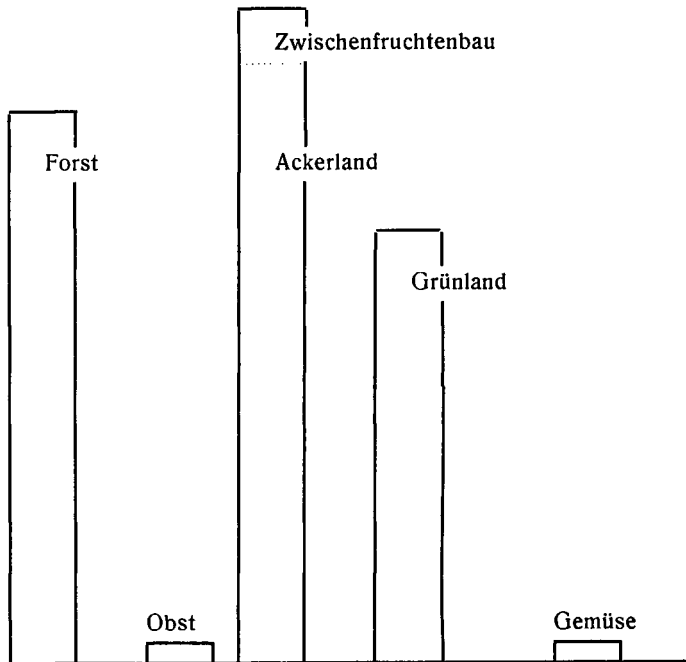 Zwischenfruchtenbau
Forst
Ackerland
Grünland
Obst
Gemüse